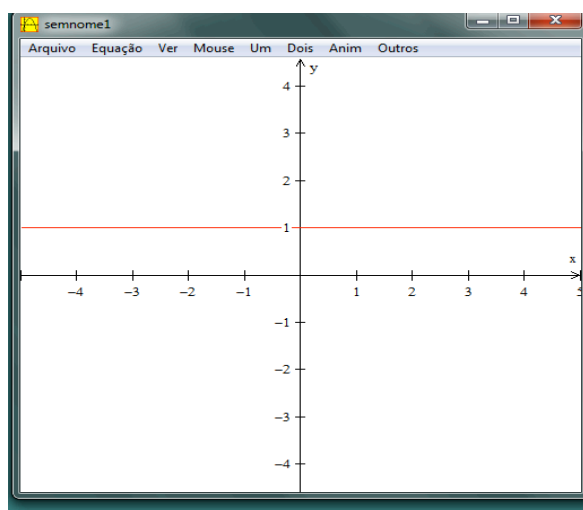 semnome1
Arquivo Equação Ver Mouse Um Dois Anim Outros
y
4
3
2
1
x
−4 −3 −2 −1 1 2 3 4 5
−1
−2
−3
−4